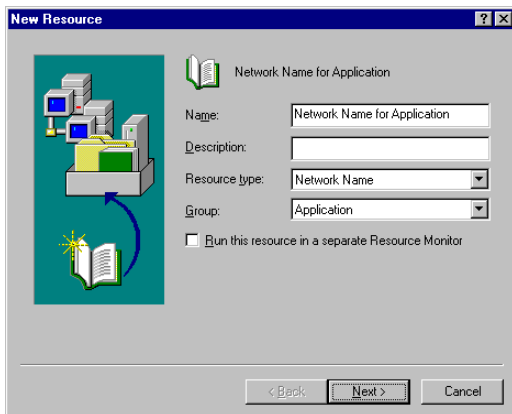 New Resource
Network Name for Application
Name: Network Name for Application
Description:
Resource type: Network Name
Group: Application
Run this resource in a separate Resource Monitor
< Back Next > Cancel